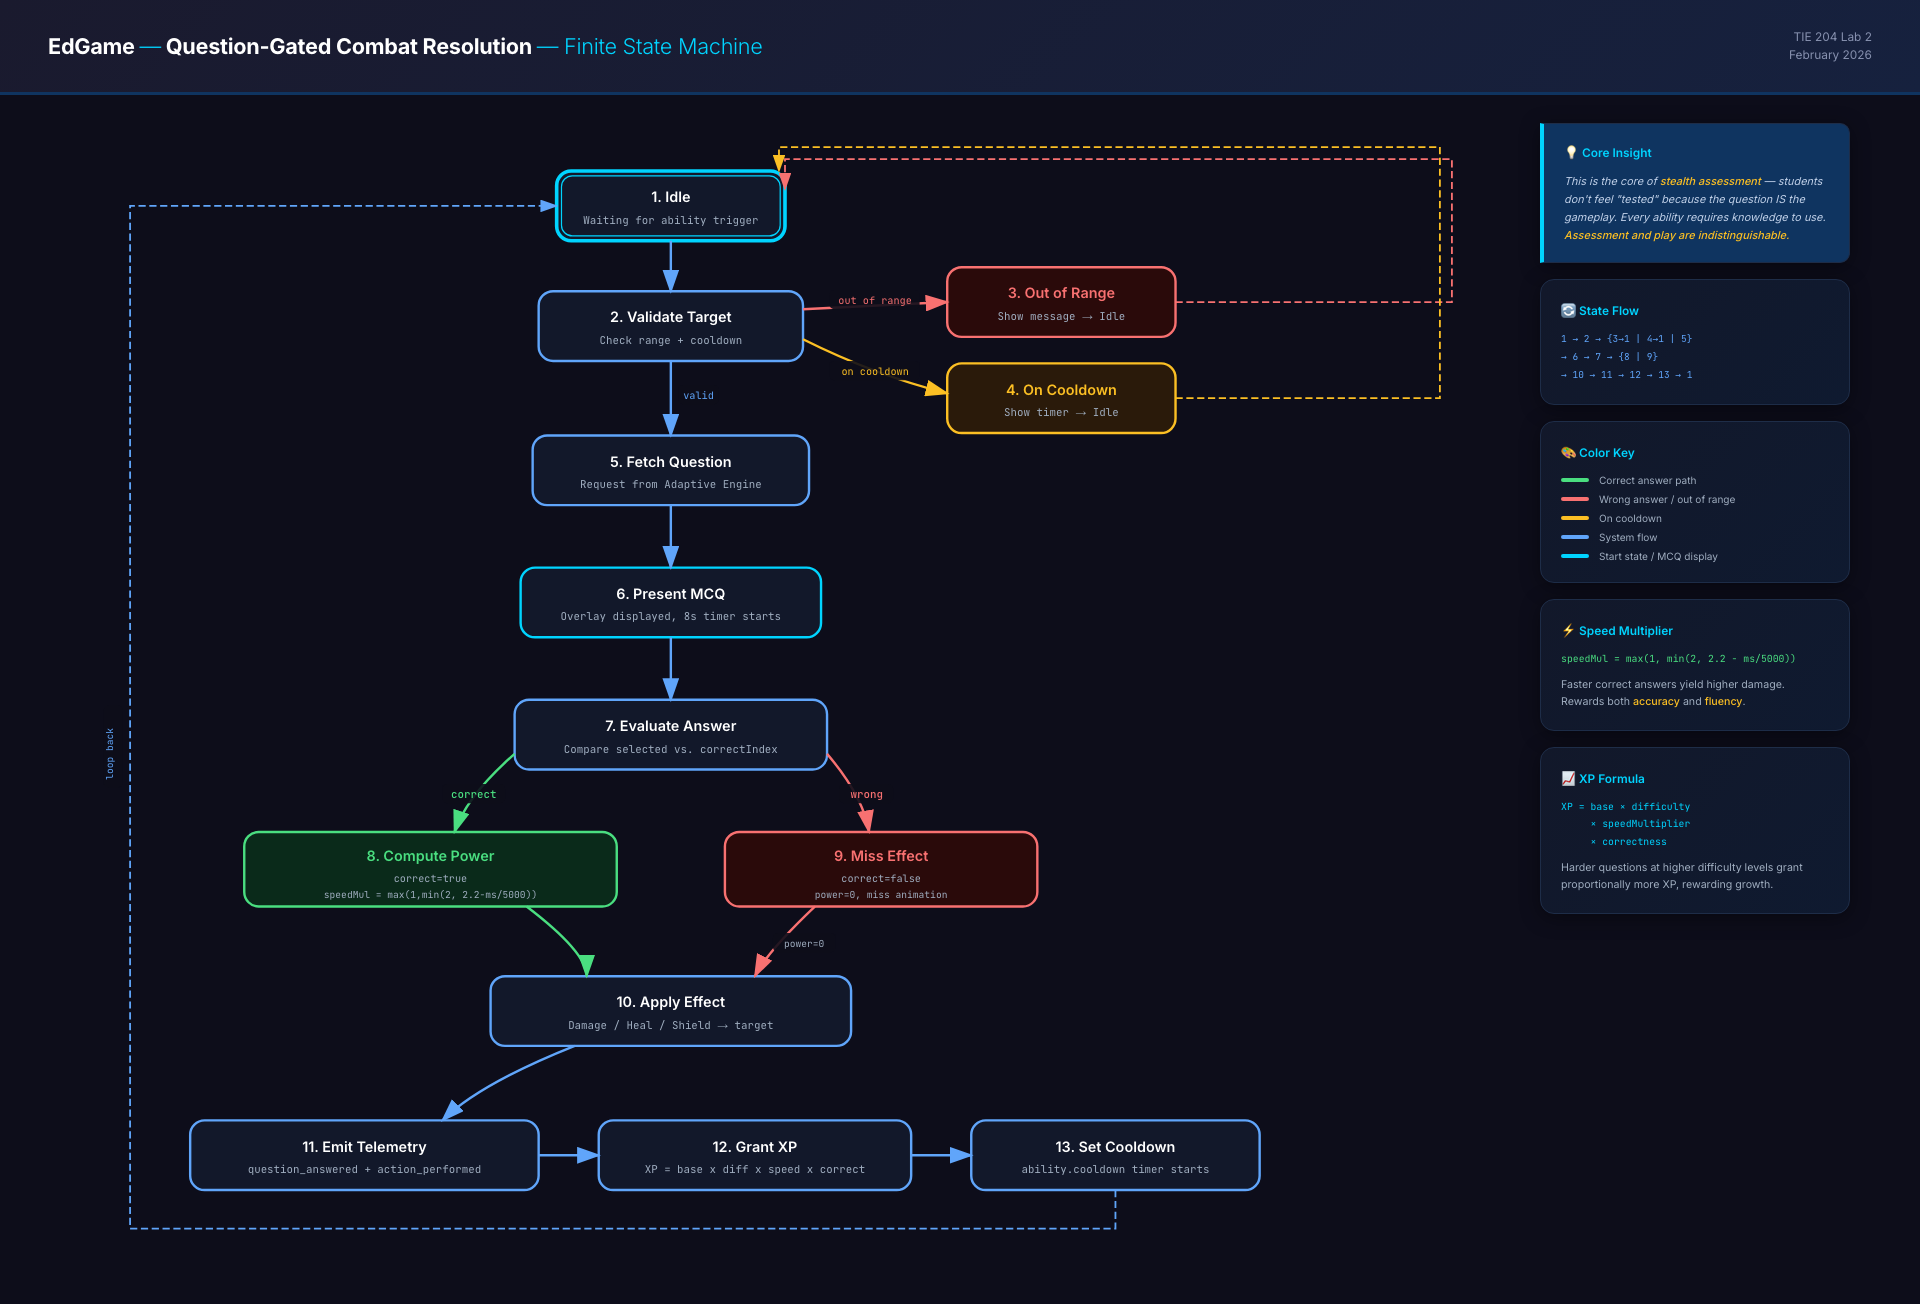 EdGame — Question-Gated Combat Resolution — Finite State Machine
TIE 204 Lab 2
February 2026
1. Idle
Waiting for ability trigger
2. Validate Target
Check range + cooldown
out of range
3. Out of Range
Show message → Idle
on cooldown
4. On Cooldown
Show timer → Idle
valid
5. Fetch Question
Request from Adaptive Engine
6. Present MCQ
Overlay displayed, 8s timer starts
7. Evaluate Answer
Compare selected vs. correctIndex
loop back
correct
wrong
8. Compute Power
correct=true
speedMul = max(1,min(2, 2.2-ms/5000))
9. Miss Effect
correct=false
power=0, miss animation
power=0
10. Apply Effect
Damage / Heal / Shield → target
11. Emit Telemetry
question_answered + action_performed
12. Grant XP
XP = base x diff x speed x correct
13. Set Cooldown
ability.cooldown timer starts
💡 Core Insight
This is the core of stealth assessment — students
don't feel "tested" because the question IS the
gameplay. Every ability requires knowledge to use.
Assessment and play are indistinguishable.
🔄 State Flow
1 → 2 → {3→1 | 4→1 | 5}
→ 6 → 7 → {8 | 9}
→ 10 → 11 → 12 → 13 → 1
🎨 Color Key
Correct answer path
Wrong answer / out of range
On cooldown
System flow
Start state / MCQ display
⚡ Speed Multiplier
speedMul = max(1, min(2, 2.2 - ms/5000))
Faster correct answers yield higher damage.
Rewards both accuracy and fluency.
📈 XP Formula
XP = base × difficulty
× speedMultiplier
× correctness
Harder questions at higher difficulty levels grant
proportionally more XP, rewarding growth.